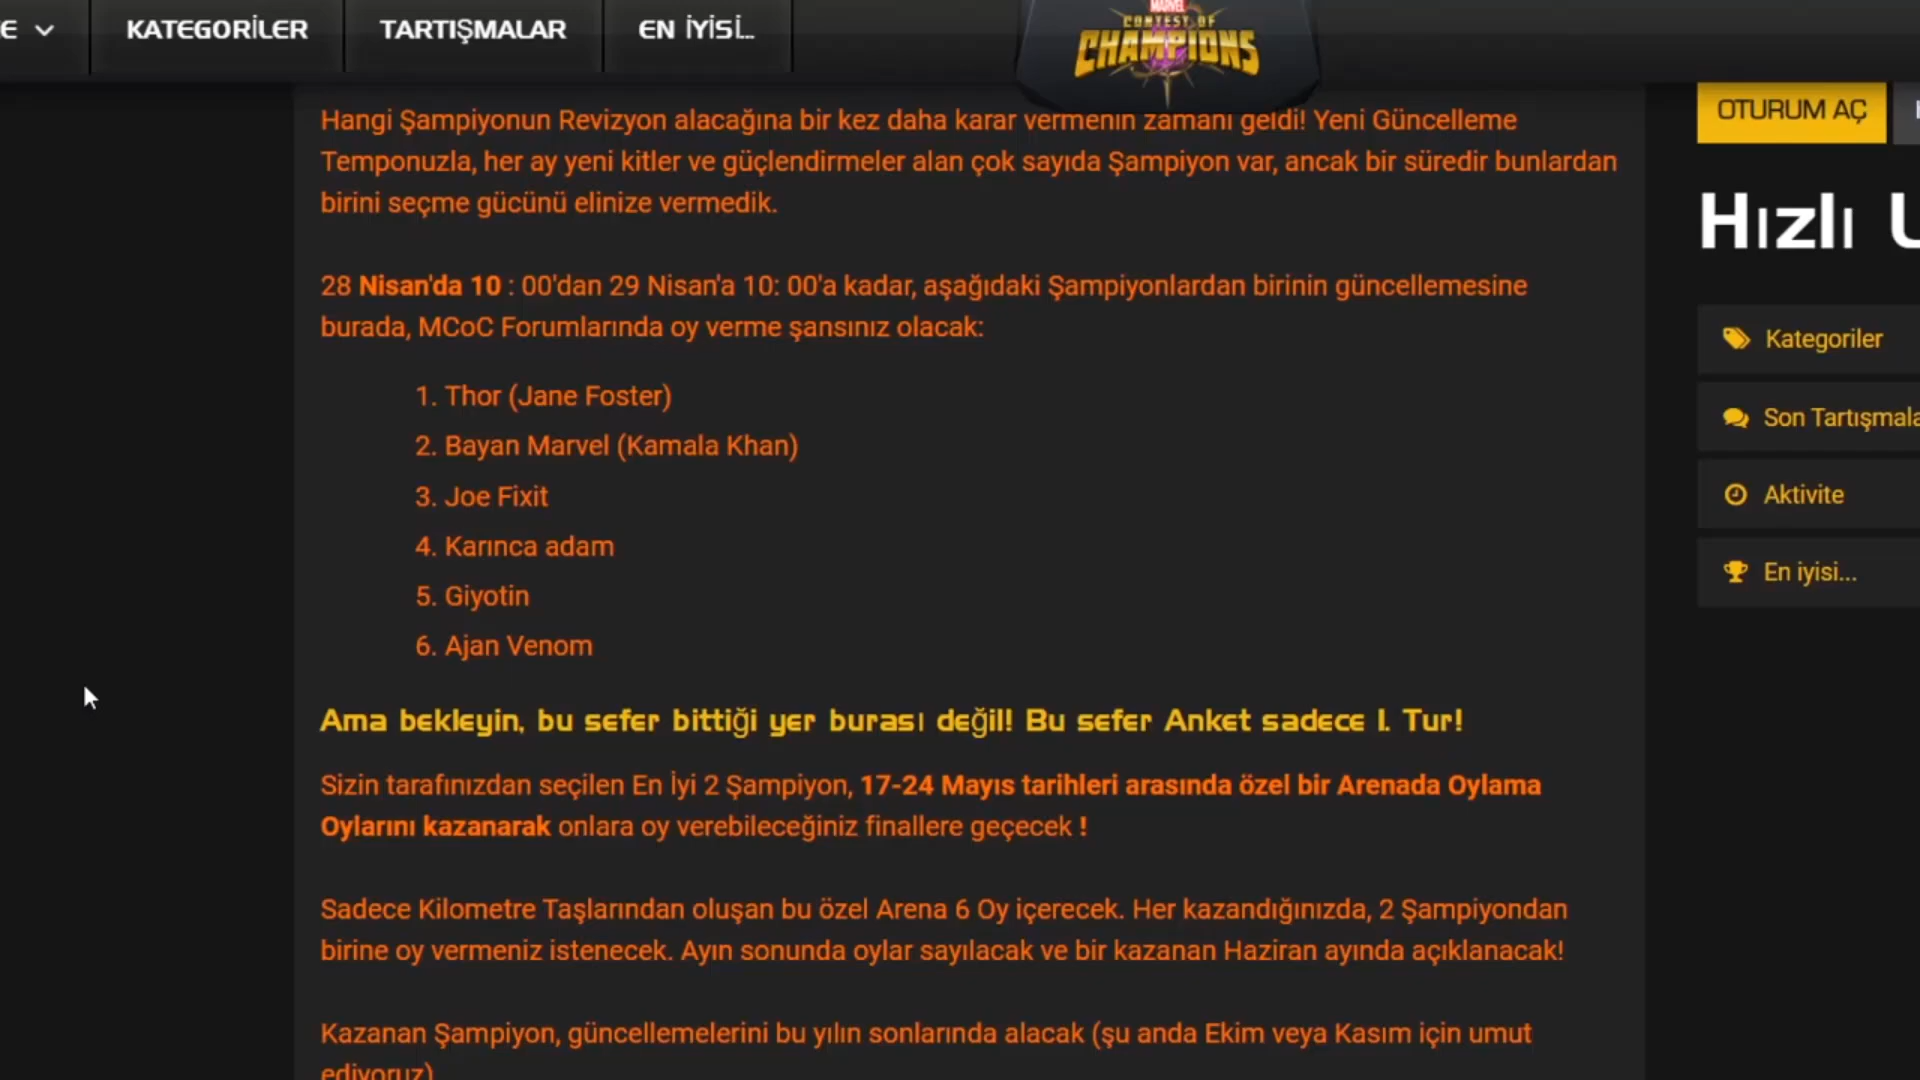 E
KATEGORİLER
TARTIŞMALAR
EN İYİSİ...
MARVEL
CONTEST OF
CHAMPIONS
OTURUM AÇ
Hangi Şampiyonun Revizyon alacağına bir kez daha karar vermenin zamanı geldi! Yeni Güncelleme
Temponuzla, her ay yeni kitler ve güçlendirmeler alan çok sayıda Şampiyon var, ancak bir süredir bunlardan
birini seçme gücünü elinize vermedik.
28 Nisan'da 10 : 00'dan 29 Nisan'a 10: 00'a kadar, aşağıdaki Şampiyonlardan birinin güncellemesine
burada, MCoC Forumlarında oy verme şansınız olacak:
1. Thor (Jane Foster)
2. Bayan Marvel (Kamala Khan)
3. Joe Fixit
4. Karınca adam
5. Giyotin
6. Ajan Venom
Ama bekleyin, bu sefer bittiği yer burası değil! Bu sefer Anket sadece 1. Tur!
Sizin tarafınızdan seçilen En İyi 2 Şampiyon, 17-24 Mayıs tarihleri arasında özel bir Arenada Oylama
Oylarını kazanarak onlara oy verebileceğiniz finallere geçecek !
Sadece Kilometre Taşlarından oluşan bu özel Arena 6 Oy içerecek. Her kazandığınızda, 2 Şampiyondan
birine oy vermeniz istenecek. Ayın sonunda oylar sayılacak ve bir kazanan Haziran ayında açıklanacak!
Kazanan Şampiyon, güncellemelerini bu yılın sonlarında alacak (şu anda Ekim veya Kasım için umut
ediyoruz)
Hızlı U
Kategoriler
Son Tartışmala
Aktivite
En iyisi...